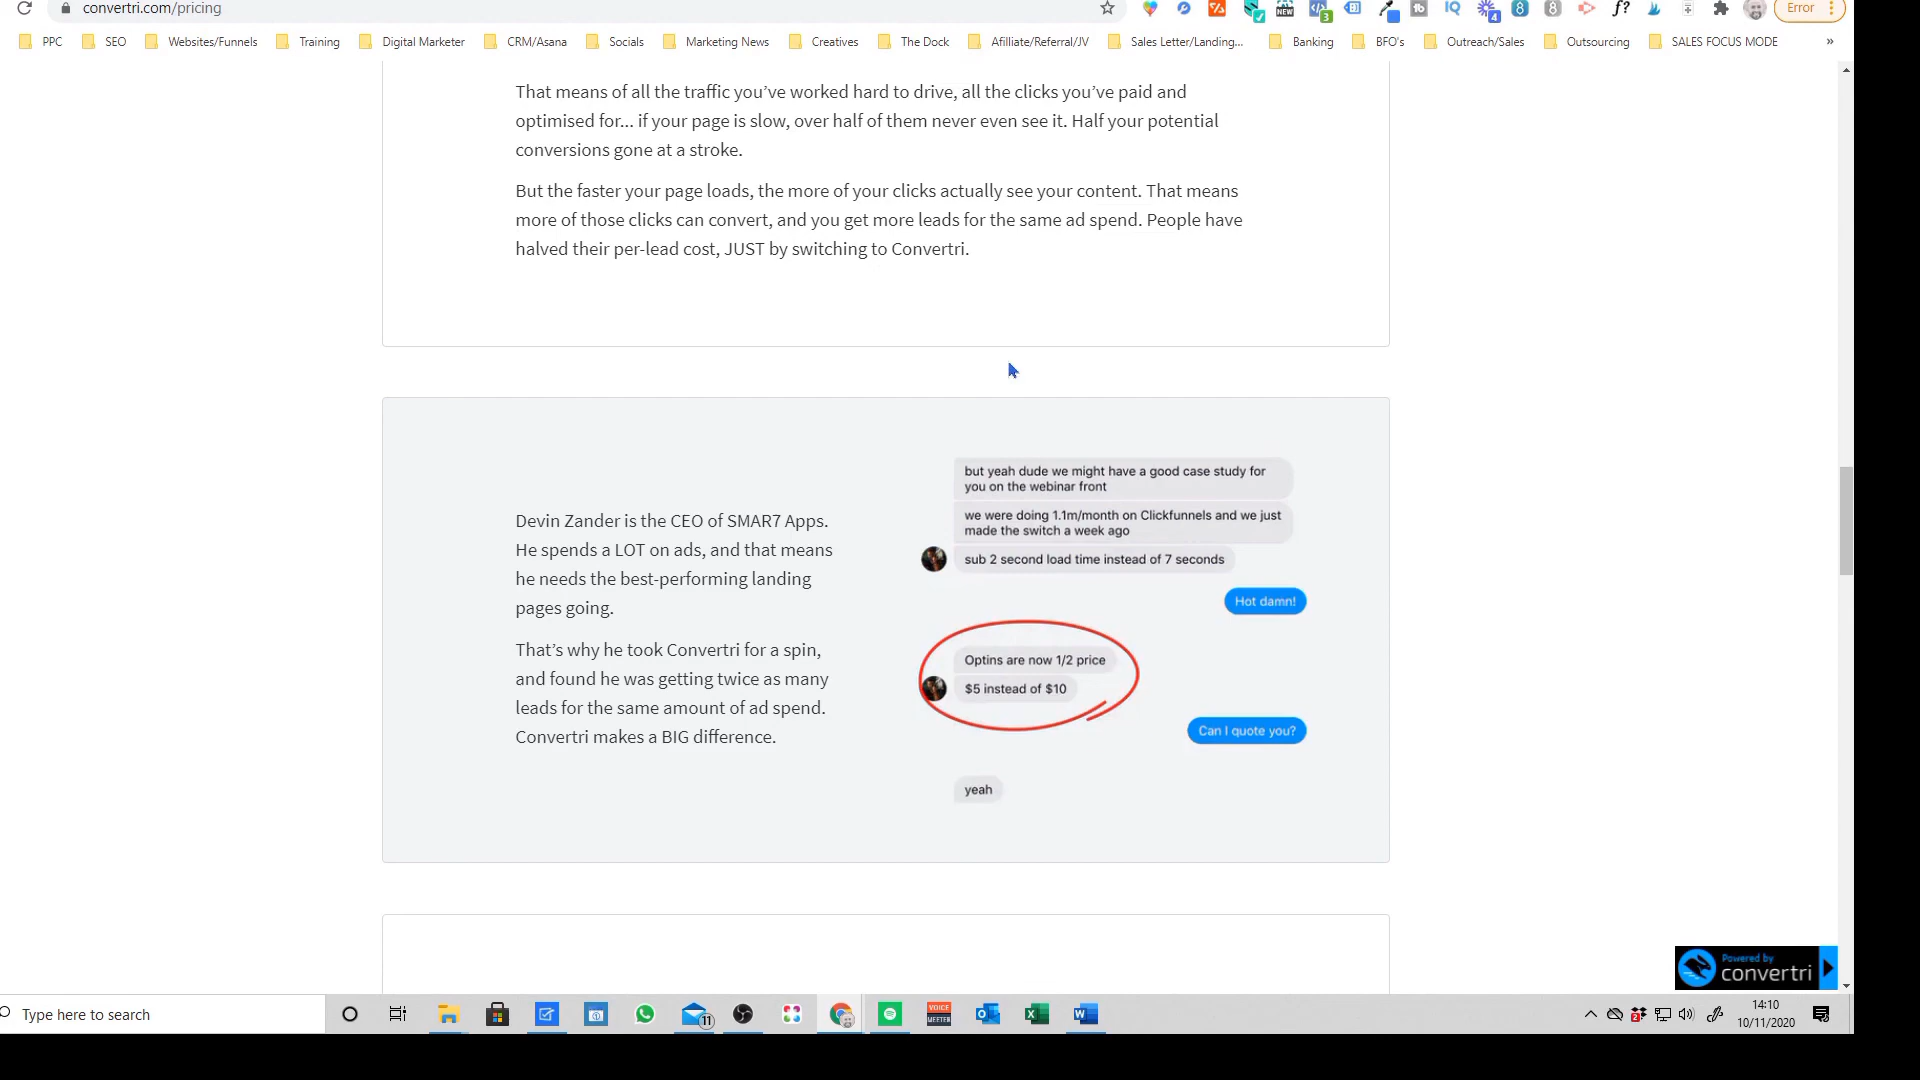 convertri.com/pricing
Error
PPC SEO Websites/Funnels Training Digital Marketer CRM/Asana Socials Marketing News Creatives The Dock Afilliate/Referral/JV Sales Letter/Landing... Banking BFO's Outreach/Sales Outsourcing SALES FOCUS MODE »
That means of all the traffic you’ve worked hard to drive, all the clicks you’ve paid and
optimised for... if your page is slow, over half of them never even see it. Half your potential
conversions gone at a stroke.
But the faster your page loads, the more of your clicks actually see your content. That means
more of those clicks can convert, and you get more leads for the same ad spend. People have
halved their per-lead cost, JUST by switching to Convertri.
Devin Zander is the CEO of SMAR7 Apps.
He spends a LOT on ads, and that means
he needs the best-performing landing
pages going.
That’s why he took Convertri for a spin,
and found he was getting twice as many
leads for the same amount of ad spend.
Convertri makes a BIG difference.
but yeah dude we might have a good case study for
you on the webinar front
we were doing 1.1m/month on Clickfunnels and we just
made the switch a week ago
sub 2 second load time instead of 7 seconds
Hot damn!
Optins are now 1/2 price
$5 instead of $10
Can I quote you?
yeah
Powered by
convertri
Type here to search
11
VOICE
MEETER
14:10
10/11/2020